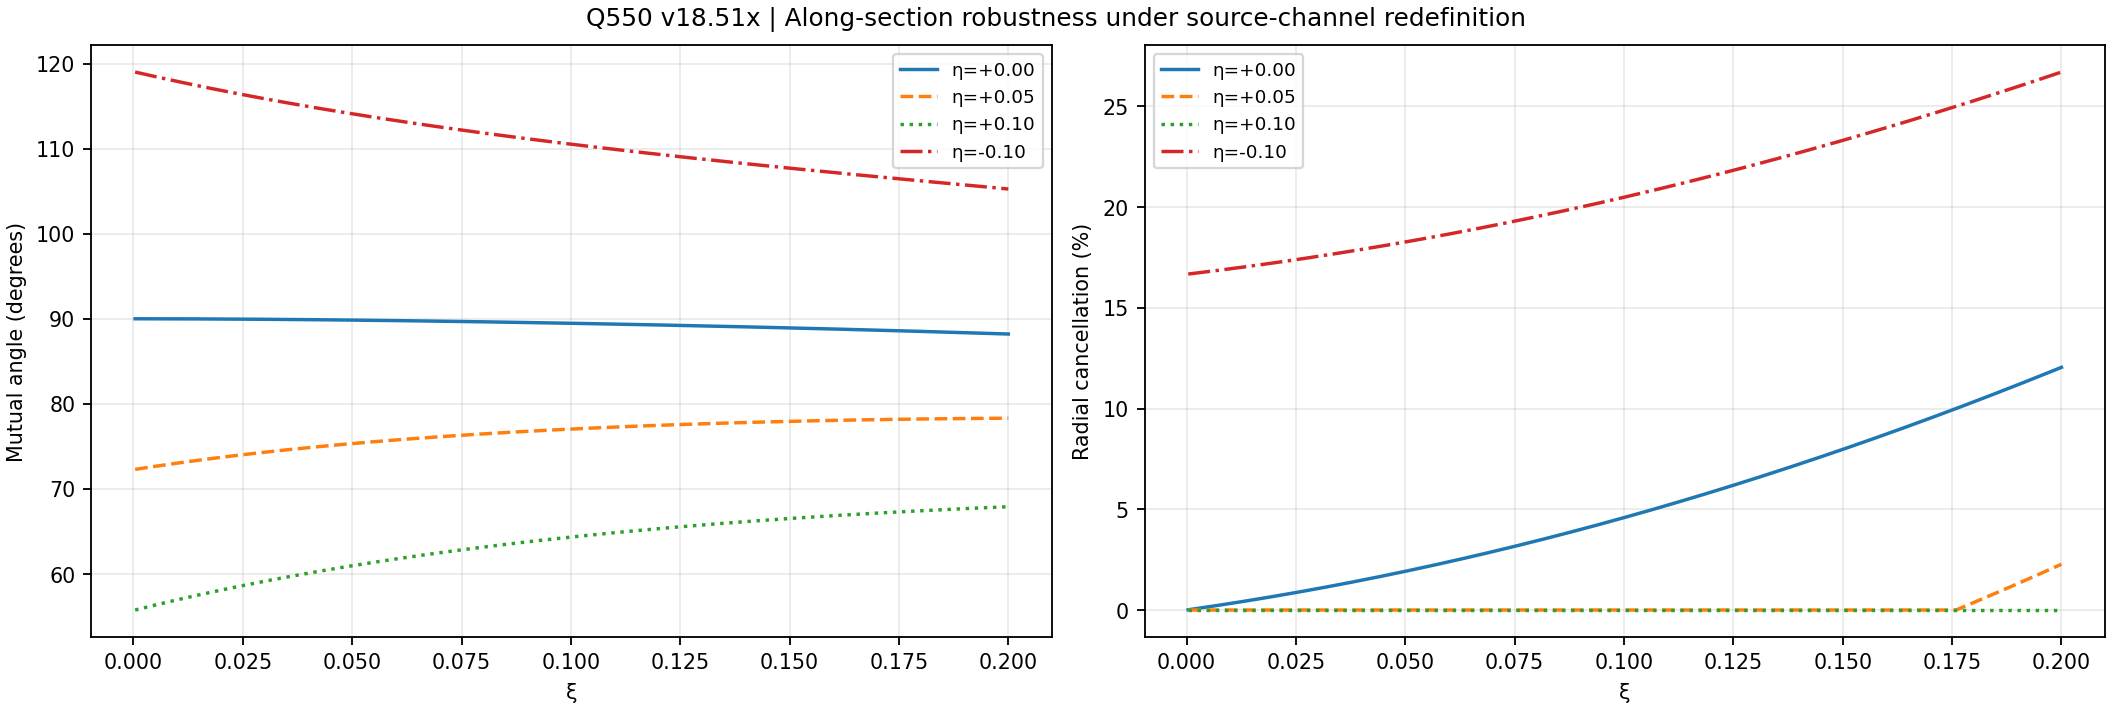 Q550 v18.51x | Along-section robustness under source-channel redefinition
Mutual angle (degrees)
120
110
100
90
80
70
60
η=+0.00
η=+0.05
η=+0.10
η=-0.10
0.000 0.025 0.050 0.075 0.100 0.125 0.150 0.175 0.200
ξ
Radial cancellation (%)
25
20
15
10
5
0
η=+0.00
η=+0.05
η=+0.10
η=-0.10
0.000 0.025 0.050 0.075 0.100 0.125 0.150 0.175 0.200
ξ